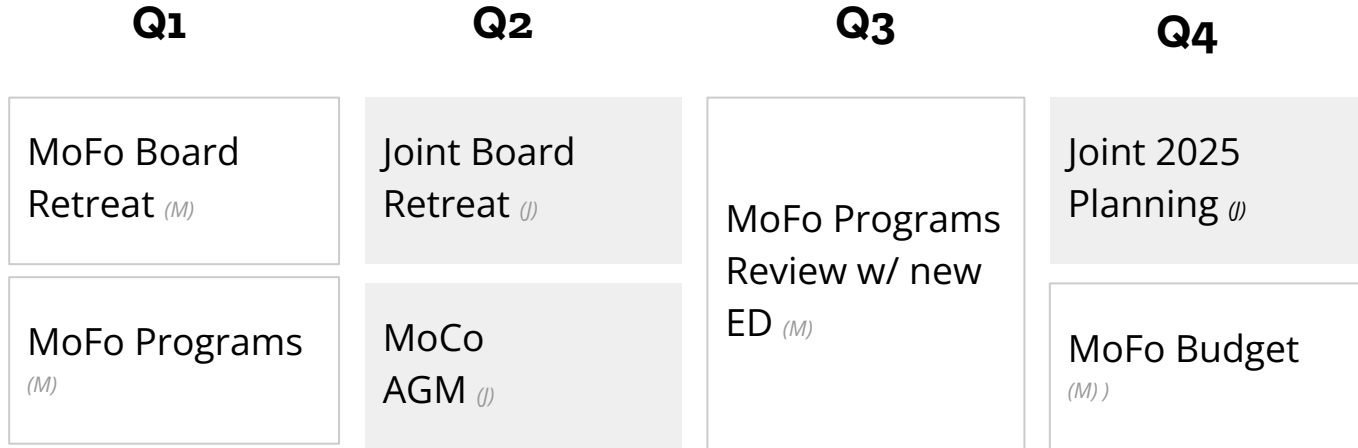 Q1
Q2
Q3
Q4
MoFo Board
Retreat (M)
MoFo Programs
(M)
Joint Board
Retreat (J)
MoCo
AGM (J)
MoFo Programs
Review w/ new
ED (M)
Joint 2025
Planning (J)
MoFo Budget
(M) )